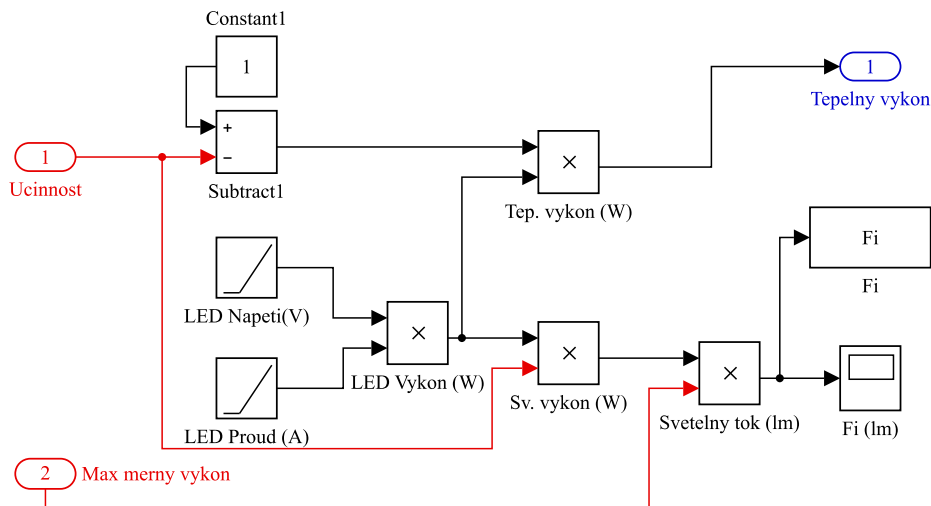 Constant1
1
+
−
Subtract1
1
Ucinnost
×
Tep. vykon (W)
1
Tepelny vykon
LED Napeti(V)
×
LED Vykon (W)
LED Proud (A)
×
Sv. vykon (W)
×
Svetelny tok (lm)
Fi
Fi
Fi (lm)
2
Max merny vykon